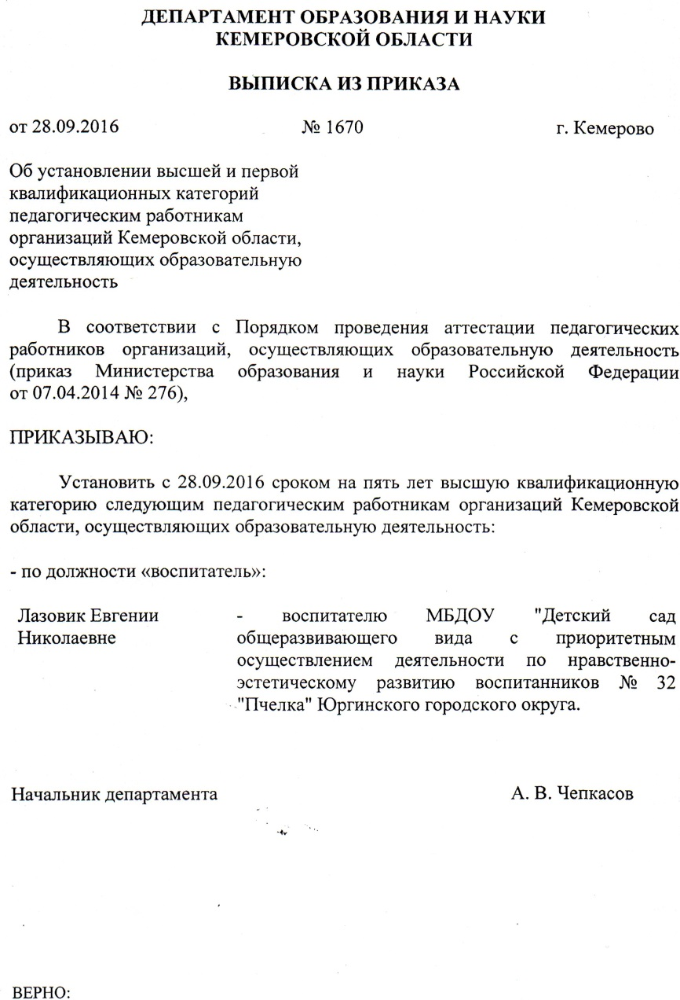 ДЕПАРТАМЕНТ ОБРАЗОВАНИЯ И НАУКИ
КЕМЕРОВСКОЙ ОБЛАСТИ
ВЫПИСКА ИЗ ПРИКАЗА
от 28.09.2016 № 1670 г. Кемерово
Об установлении высшей и первой
квалификационных категорий
педагогическим работникам
организаций Кемеровской области,
осуществляющих образовательную
деятельность
В соответствии с Порядком проведения аттестации педагогических
работников организаций, осуществляющих образовательную деятельность
(приказ Министерства образования и науки Российской Федерации
от 07.04.2014 № 276),
ПРИКАЗЫВАЮ:
Установить с 28.09.2016 сроком на пять лет высшую квалификационную
категорию следующим педагогическим работникам организаций Кемеровской
области, осуществляющих образовательную деятельность:
- по должности «воспитатель»:
Лазовик Евгении
Николаевне
- воспитателю МБДОУ "Детский сад
общеразвивающего вида с приоритетным
осуществлением деятельности по нравственно-
эстетическому развитию воспитанников № 32
"Пчелка" Юргинского городского округа.
Начальник департамента А. В. Чепкасов
ВЕРНО: